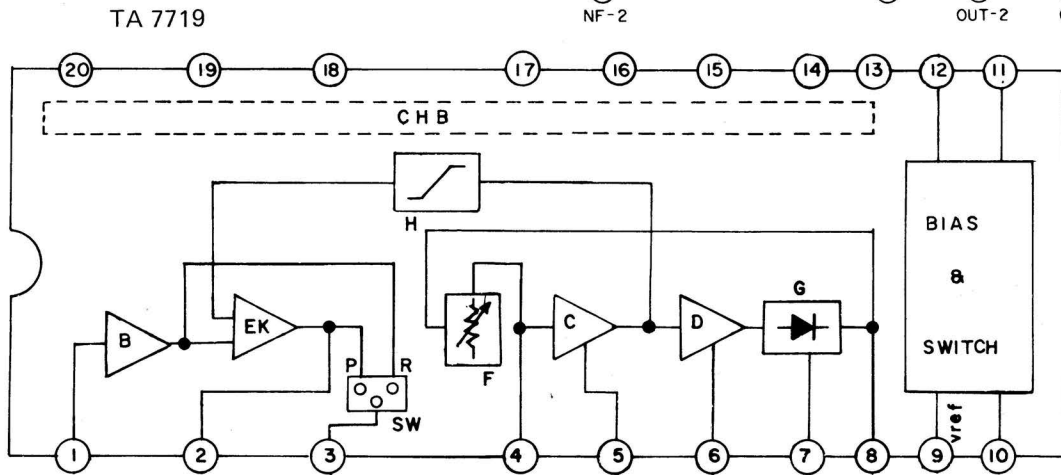 TA 7719
NF-2
OUT-2
20 19 18 17 16 15 14 13 12 11
CHB
H
BIAS
&
SWITCH
G
B
EK
C
D
P
R
F
SW
vref
1 2 3 4 5 6 7 8 9 10